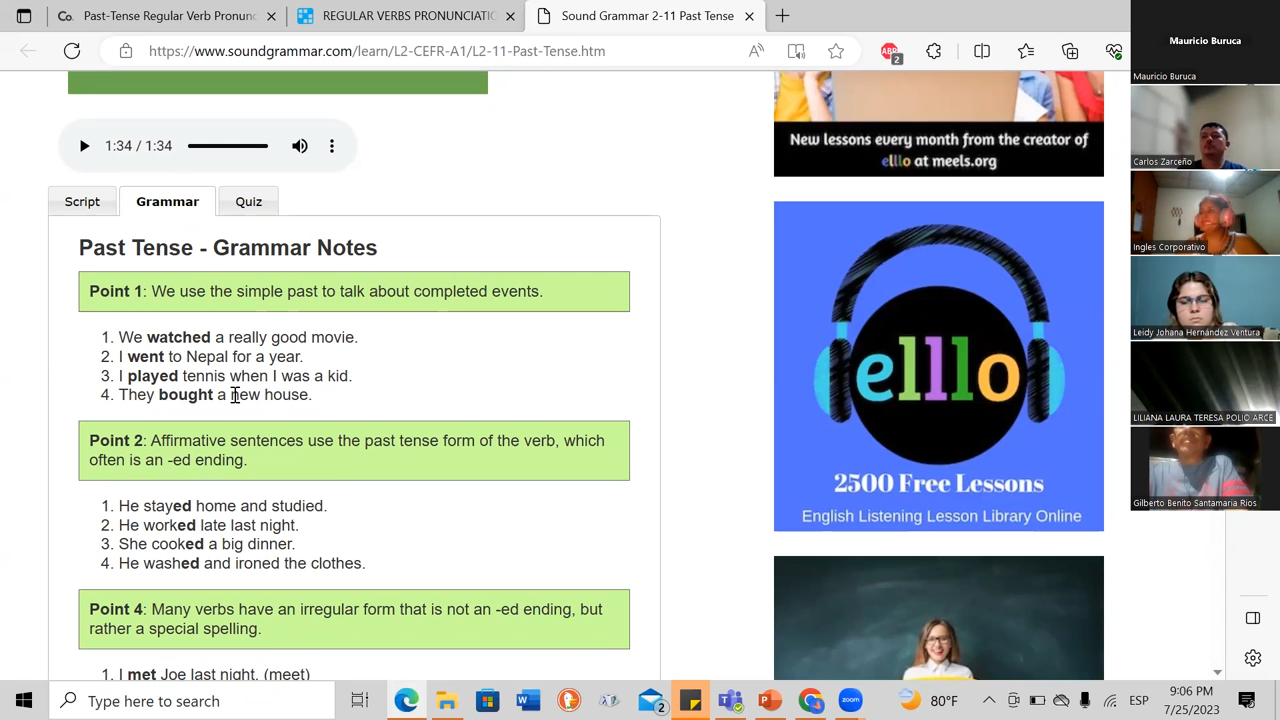 Past-Tense Regular Verb Pronunc
REGULAR VERBS PRONUNCIATIO
Sound Grammar 2-11 Past Tense
https://www.soundgrammar.com/learn/L2-CEFR-A1/L2-11-Past-Tense.htm
ABP
2
1:34 / 1:34
Script
Grammar
Quiz
Past Tense - Grammar Notes
Point 1: We use the simple past to talk about completed events.
1. We watched a really good movie.
2. I went to Nepal for a year.
3. I played tennis when I was a kid.
4. They bought a new house.
Point 2: Affirmative sentences use the past tense form of the verb, which
often is an -ed ending.
1. He stayed home and studied.
2. He worked late last night.
3. She cooked a big dinner.
4. He washed and ironed the clothes.
Point 4: Many verbs have an irregular form that is not an -ed ending, but
rather a special spelling.
1. I met Joe last night. (meet)
New lessons every month from the creator of
elllo at meels.org
elllo
2500 Free Lessons
English Listening Lesson Library Online
Mauricio Buruca
Mauricio Buruca
Carlos Zarceño
Ingles Corporativo
Leidy Johana Hernández Ventura
LILIANA LAURA TERESA POLIO ARCE
Gilberto Benito Santamaria Rios
Type here to search
2
zoom
80°F
ESP
9:06 PM
7/25/2023